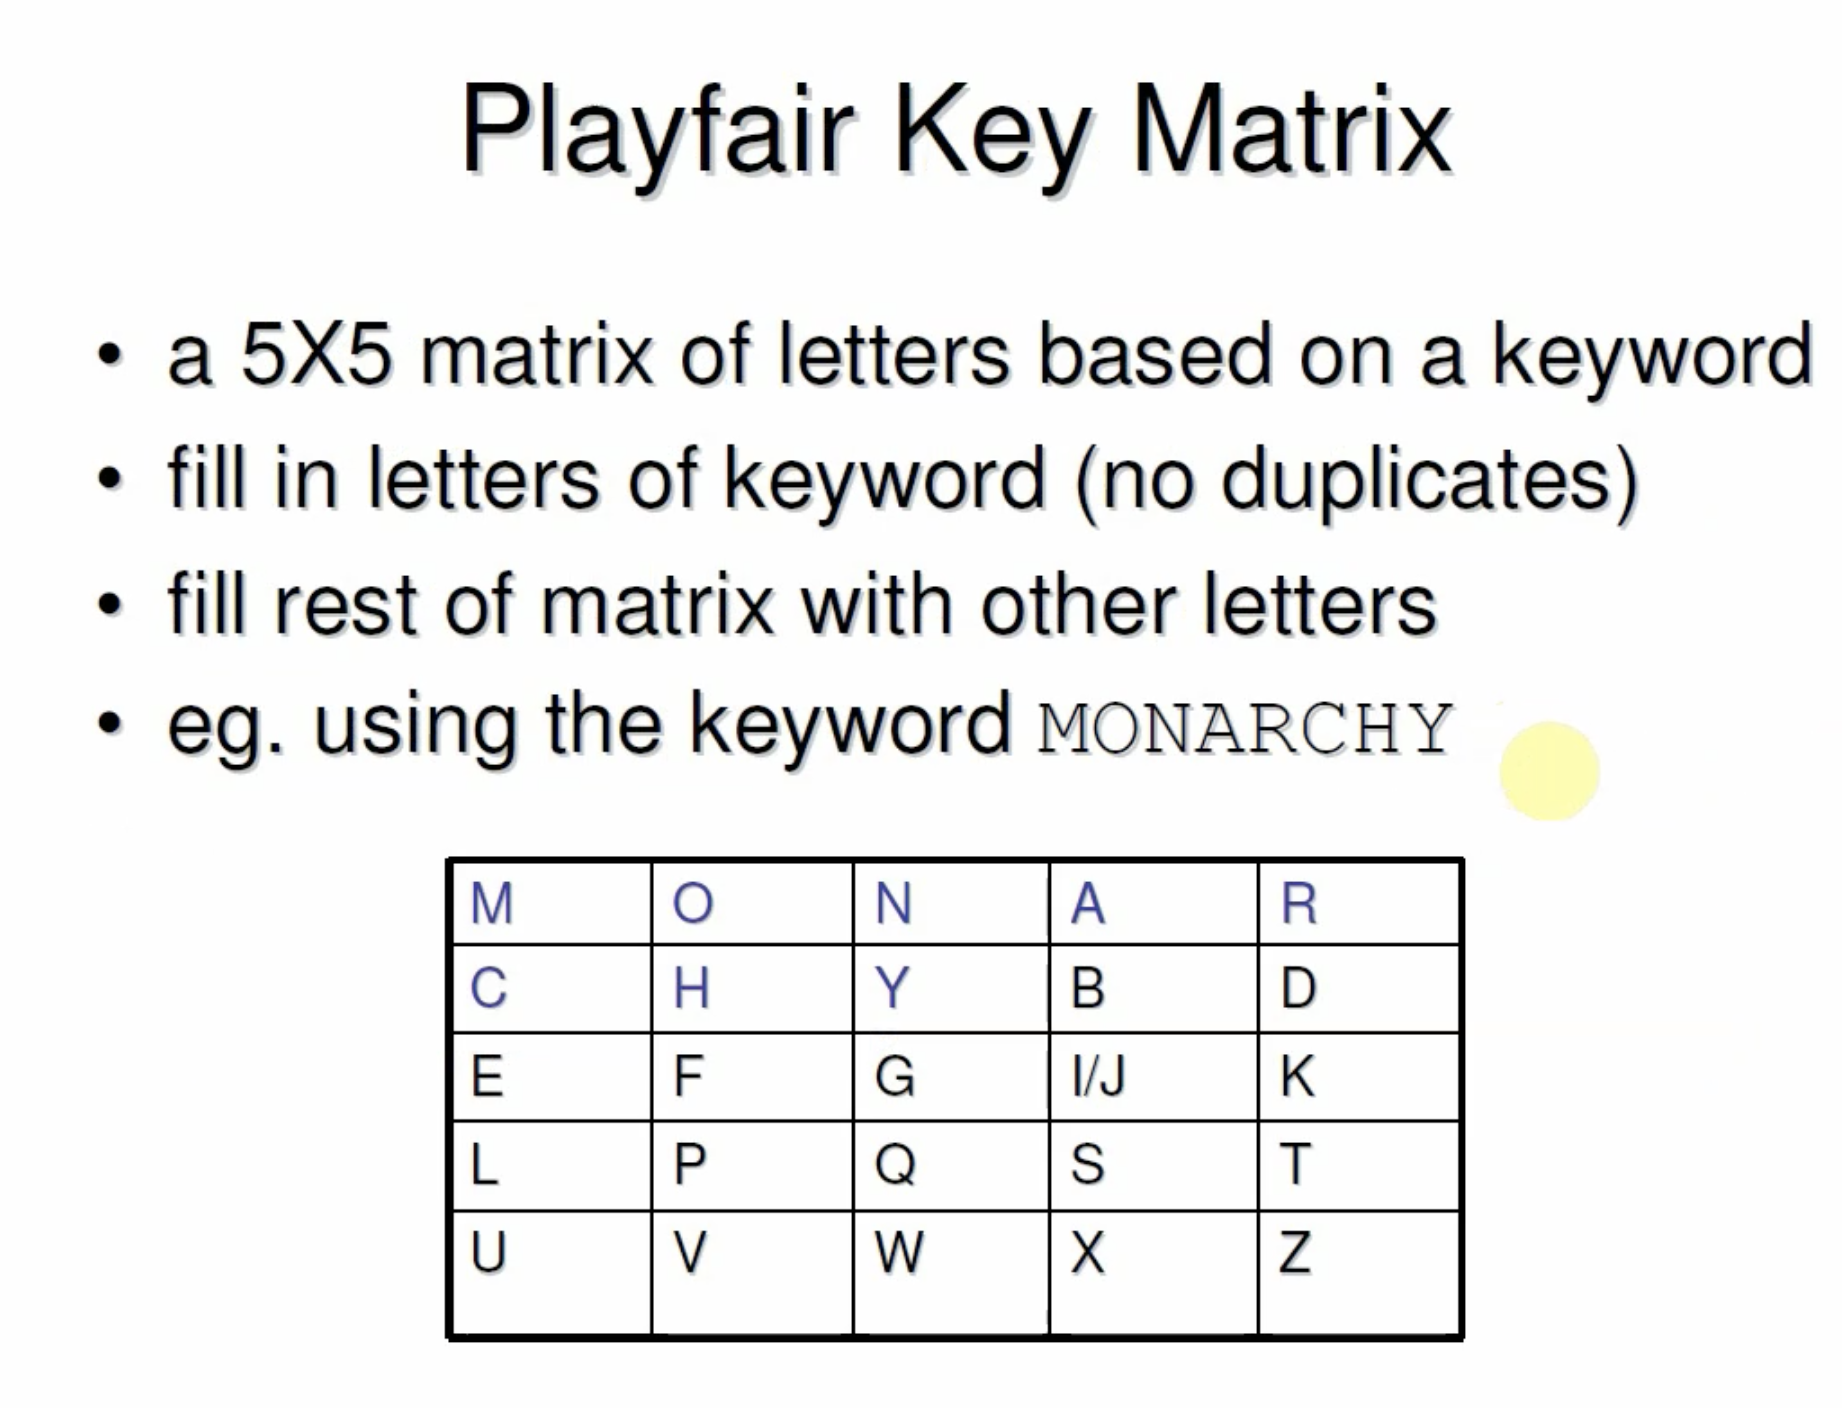 Playfair Key Matrix
• a 5X5 matrix of letters based on a keyword
• fill in letters of keyword (no duplicates)
• fill rest of matrix with other letters
• eg. using the keyword MONARCHY
M O N A R
C H Y B D
E F G I/J K
L P Q S T
U V W X Z